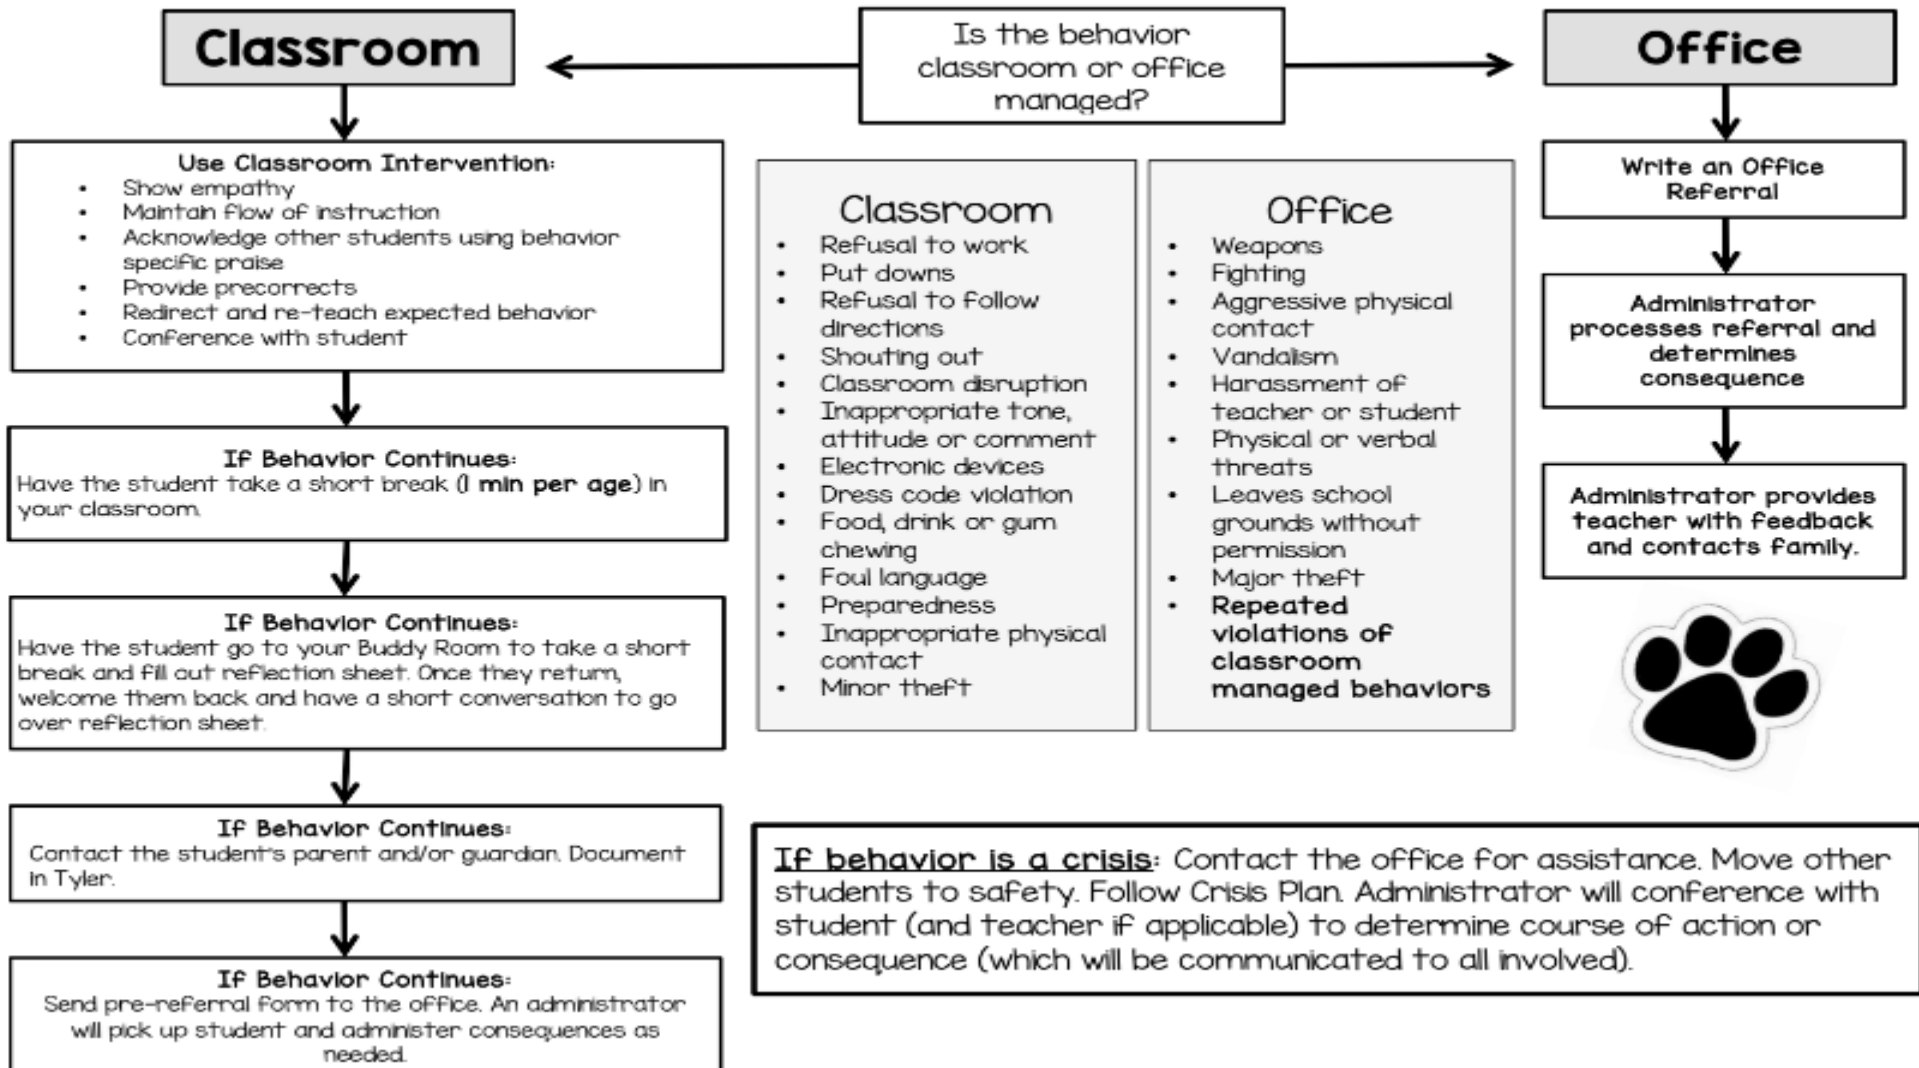 Classroom
Is the behavior
classroom or office
managed?
Office
Use Classroom Intervention:
• Show empathy
• Maintain flow of instruction
• Acknowledge other students using behavior
specific praise
• Provide precorrects
• Redirect and re-teach expected behavior
• Conference with student
If Behavior Continues:
Have the student take a short break (1 min per age) in
your classroom.
If Behavior Continues:
Have the student go to your Buddy Room to take a short
break and fill out reflection sheet. Once they return,
welcome them back and have a short conversation to go
over reflection sheet.
If Behavior Continues:
Contact the student's parent and/or guardian. Document
in Tyler.
If Behavior Continues:
Send pre-referral form to the office. An administrator
will pick up student and administer consequences as
needed.
Classroom
• Refusal to work
• Put downs
• Refusal to follow
directions
• Shouting out
• Classroom disruption
• Inappropriate tone,
attitude or comment
• Electronic devices
• Dress code violation
• Food, drink or gum
chewing
• Foul language
• Preparedness
• Inappropriate physical
contact
• Minor theft
Office
• Weapons
• Fighting
• Aggressive physical
contact
• Vandalism
• Harassment of
teacher or student
• Physical or verbal
threats
• Leaves school
grounds without
permission
• Major theft
• Repeated
violations of
classroom
managed behaviors
Write an Office
Referral
Administrator
processes referral and
determines
consequence
Administrator provides
teacher with feedback
and contacts family.
If behavior is a crisis: Contact the office for assistance. Move other
students to safety. Follow Crisis Plan. Administrator will conference with
student (and teacher if applicable) to determine course of action or
consequence (which will be communicated to all involved).